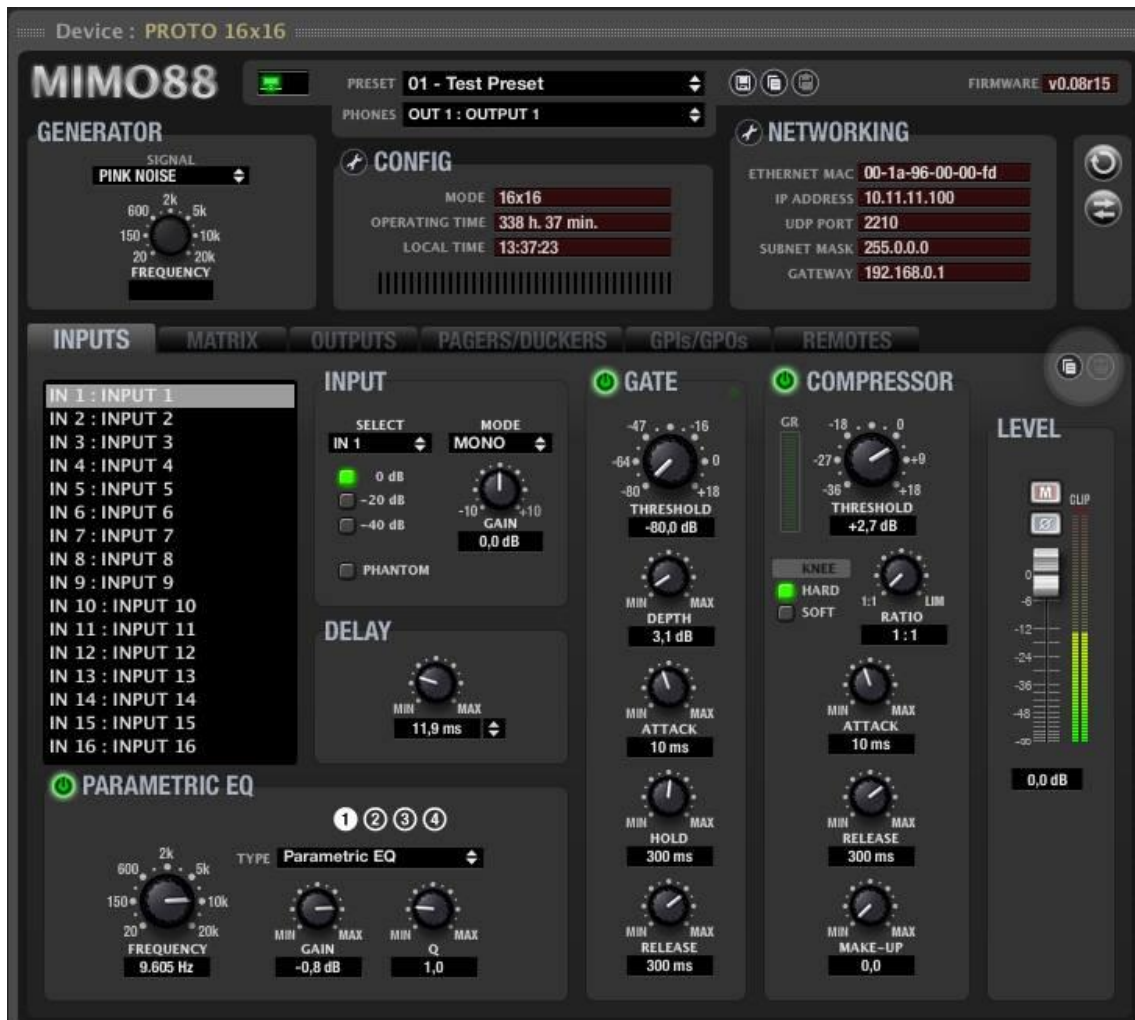 Device : PROTO 16x16
MIMO88
PRESET 01 - Test Preset
FIRMWARE v0.08r15
PHONES OUT 1 : OUTPUT 1
GENERATOR
SIGNAL
PINK NOISE
20 150 600 2k 5k 10k 20k
FREQUENCY
CONFIG
MODE 16x16
OPERATING TIME 338 h. 37 min.
LOCAL TIME 13:37:23
NETWORKING
ETHERNET MAC 00-1a-96-00-00-fd
IP ADDRESS 10.11.11.100
UDP PORT 2210
SUBNET MASK 255.0.0.0
GATEWAY 192.168.0.1
INPUTS MATRIX OUTPUTS PAGERS/DUCKERS GPIs/GPOs REMOTES
IN 1 : INPUT 1
IN 2 : INPUT 2
IN 3 : INPUT 3
IN 4 : INPUT 4
IN 5 : INPUT 5
IN 6 : INPUT 6
IN 7 : INPUT 7
IN 8 : INPUT 8
IN 9 : INPUT 9
IN 10 : INPUT 10
IN 11 : INPUT 11
IN 12 : INPUT 12
IN 13 : INPUT 13
IN 14 : INPUT 14
IN 15 : INPUT 15
IN 16 : INPUT 16
INPUT
SELECT MODE
IN 1 MONO
0 dB
-20 dB
-40 dB
-10 +10
GAIN
0,0 dB
PHANTOM
DELAY
MIN MAX
11,9 ms
PARAMETRIC EQ
1 2 3 4
TYPE Parametric EQ
20 150 600 2k 5k 10k 20k
FREQUENCY
9.605 Hz
MIN MAX
GAIN
-0,8 dB
MIN MAX
Q
1,0
GATE
-80 -64 -47 -16 0 +18
THRESHOLD
-80,0 dB
MIN MAX
DEPTH
3,1 dB
MIN MAX
ATTACK
10 ms
MIN MAX
HOLD
300 ms
MIN MAX
RELEASE
300 ms
COMPRESSOR
GR
-36 -27 -18 0 +9 +18
THRESHOLD
+2,7 dB
KNEE
HARD
SOFT
1:1 LIM
RATIO
1 : 1
MIN MAX
ATTACK
10 ms
MIN MAX
RELEASE
300 ms
MIN MAX
MAKE-UP
0,0
LEVEL
M
CLIP
Ø
0
-6
-12
-24
-36
-48
-∞
0,0 dB